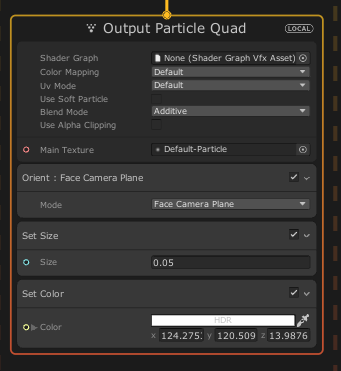 Output Particle Quad
LOCAL
Shader Graph None (Shader Graph Vfx Asset)
Color Mapping Default
Uv Mode Default
Use Soft Particle
Blend Mode Additive
Use Alpha Clipping
Main Texture Default-Particle
Orient : Face Camera Plane
Mode Face Camera Plane
Set Size
Size 0.05
Set Color
HDR
Color
x 124.275 y 120.509 z 13.9876